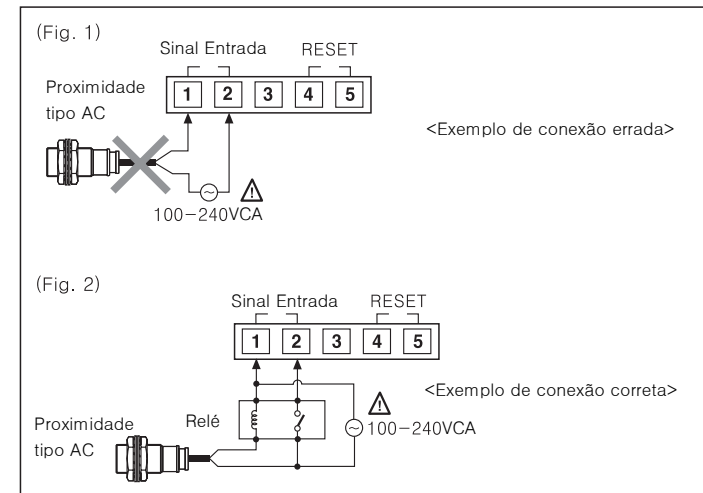 (Fig. 1)
Sinal Entrada RESET
1 2 3 4 5
Proximidade
tipo AC
<Exemplo de conexão errada>
100-240VCA
(Fig. 2)
Sinal Entrada RESET
1 2 3 4 5
<Exemplo de conexão correta>
Proximidade
tipo AC
Relé
100-240VCA